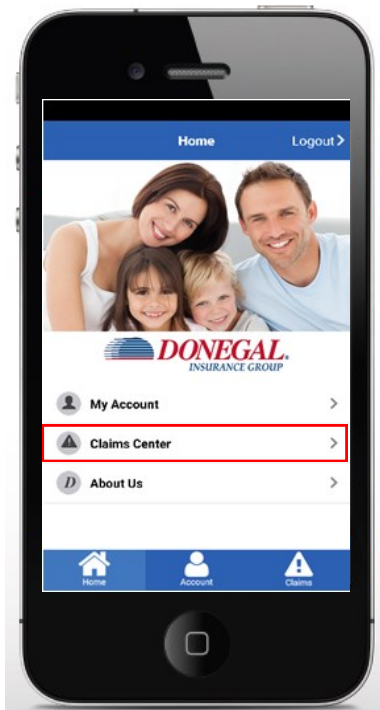 Home
Logout
DONEGAL.
INSURANCE GROUP
My Account
Claims Center
D About Us
Home
Account
Claims